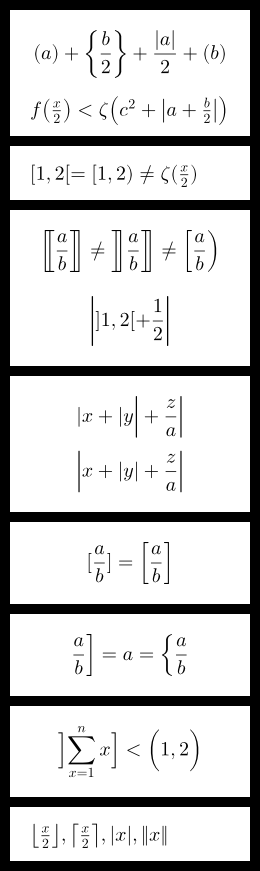 (a) + {b/2} + |a|/2 + (b)
f(x/2) < ζ(c² + |a + b/2|)
[1,2[= [1,2) ≠ ζ(x/2)
⟦a/b⟧ ≠ ⟧a/b⟧ ≠ [a/b)
|]1,2[+1/2|
|x + |y| + z/a|
|x + |y| + z/a|
[a/b] = [a/b]
a/b] = a = {a/b
]∑_{x=1}^{n} x] < (1,2)
⌊x/2⌋, ⌈x/2⌉, |x|, ‖x‖